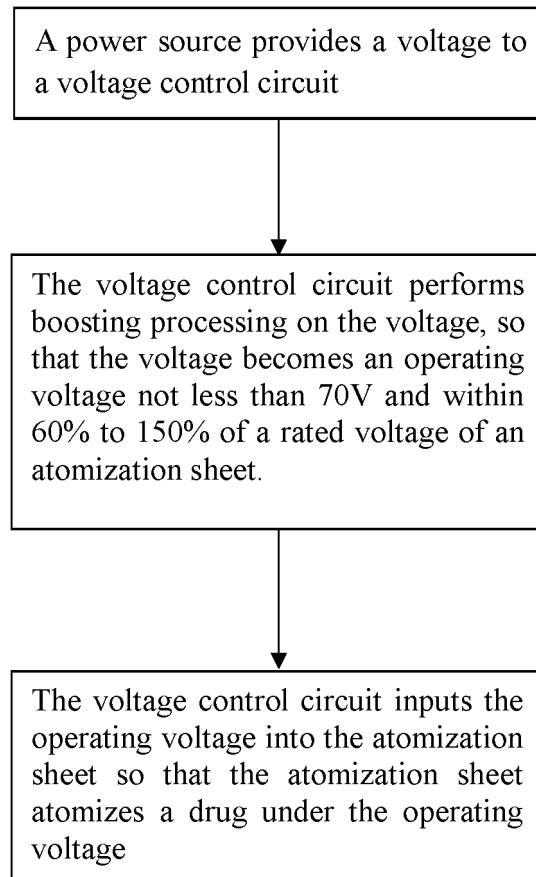 A power source provides a voltage to
a voltage control circuit
The voltage control circuit performs
boosting processing on the voltage, so
that the voltage becomes an operating
voltage not less than 70V and within
60% to 150% of a rated voltage of an
atomization sheet.
The voltage control circuit inputs the
operating voltage into the atomization
sheet so that the atomization sheet
atomizes a drug under the operating
voltage